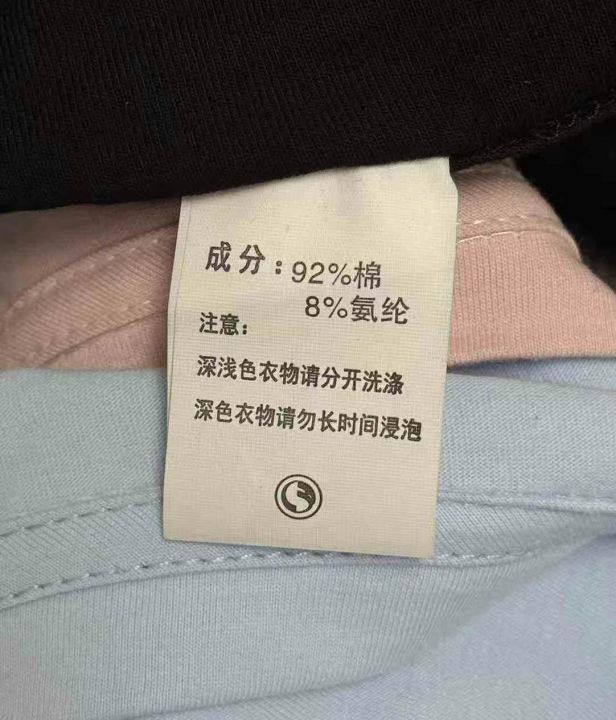 成分：92%棉
8%氨纶
注意：
深浅色衣物请分开洗涤
深色衣物请勿长时间浸泡